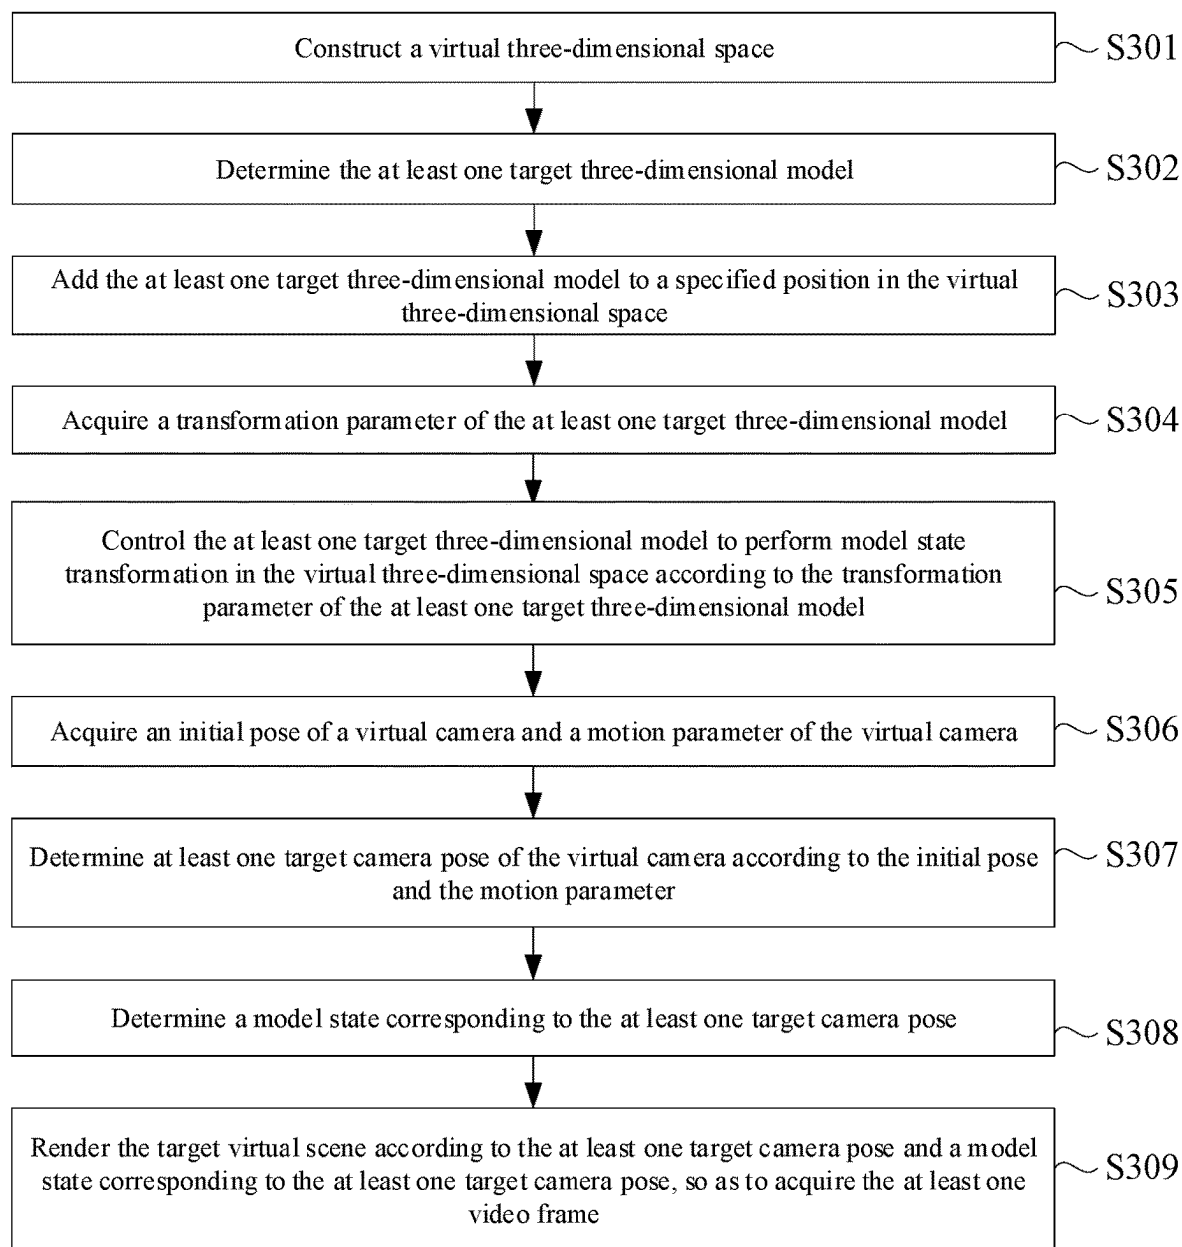 Construct a virtual three-dimensional space
S301
Determine the at least one target three-dimensional model
S302
Add the at least one target three-dimensional model to a specified position in the virtual
three-dimensional space
S303
Acquire a transformation parameter of the at least one target three-dimensional model
S304
Control the at least one target three-dimensional model to perform model state
transformation in the virtual three-dimensional space according to the transformation
parameter of the at least one target three-dimensional model
S305
Acquire an initial pose of a virtual camera and a motion parameter of the virtual camera
S306
Determine at least one target camera pose of the virtual camera according to the initial pose
and the motion parameter
S307
Determine a model state corresponding to the at least one target camera pose
S308
Render the target virtual scene according to the at least one target camera pose and a model
state corresponding to the at least one target camera pose, so as to acquire the at least one
video frame
S309